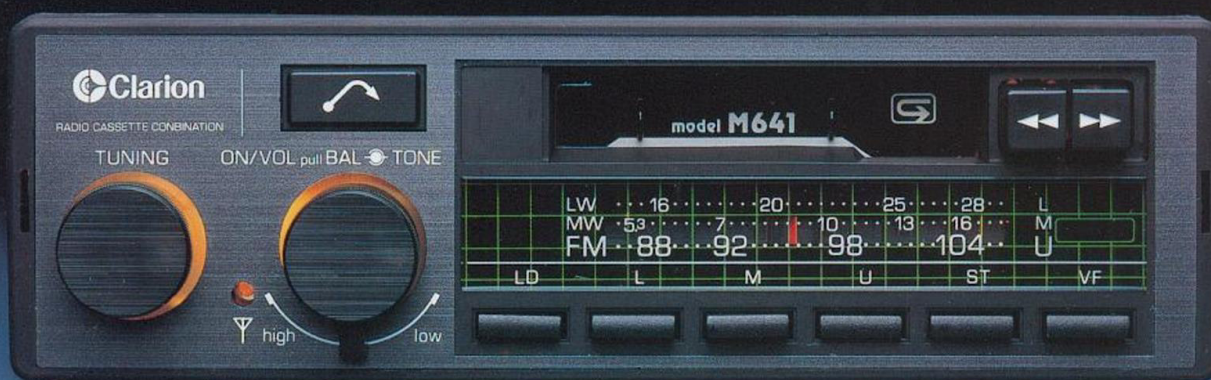 Clarion
RADIO CASSETTE CONBINATION
TUNING
ON/VOL pull BAL TONE
high low
model M641
LW 16 20 25 28 L
MW 5,3 7 10 13 16 M
FM 88 92 98 104 U
LD L M U ST VF